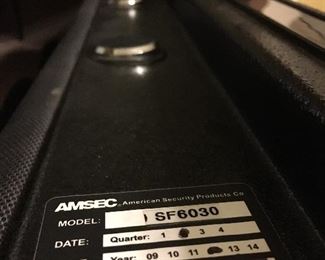 AMSEC American Security Products Co
MODEL: SF6030
DATE: Quarter: 1 3 4
Year: 09 10 11 13 14